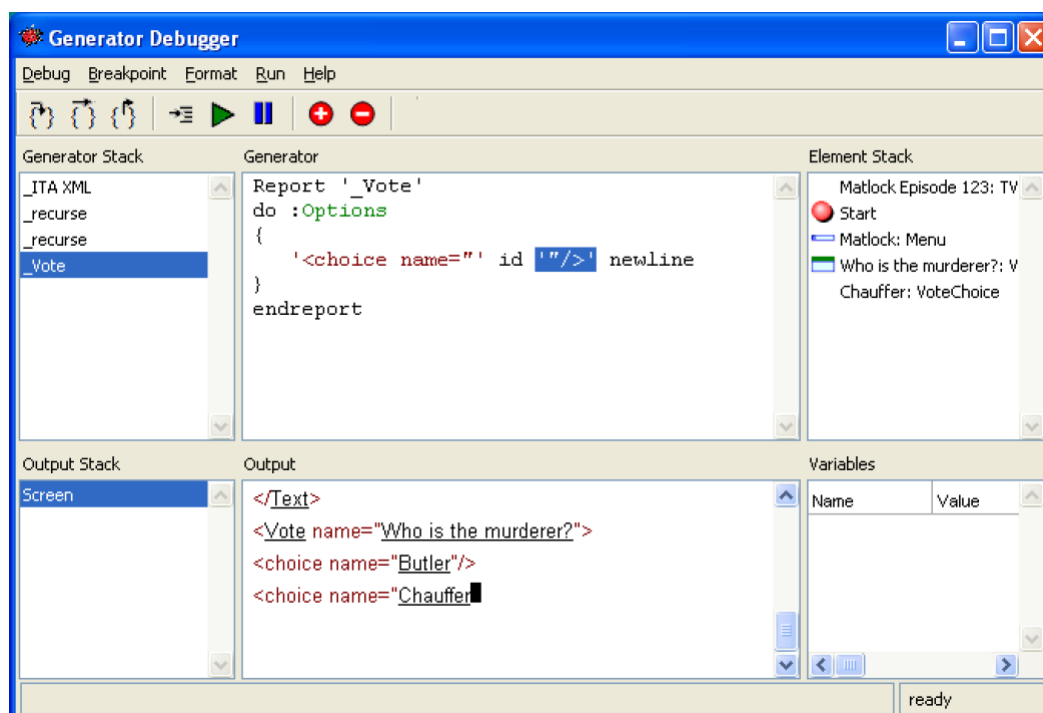 Generator Debugger
Debug Breakpoint Format Run Help
Generator Stack
_ITA XML
_recurse
_recurse
_Vote
Generator
Report '_Vote'
do :Options
{
'<choice name="' id '"/>' newline
}
endreport
Element Stack
Matlock Episode 123: TV
Start
Matlock: Menu
Who is the murderer?: V
Chauffer: VoteChoice
Output Stack
Screen
Output
</Text>
<Vote name="Who is the murderer?">
<choice name="Butler"/>
<choice name="Chauffer
Variables
Name Value
ready